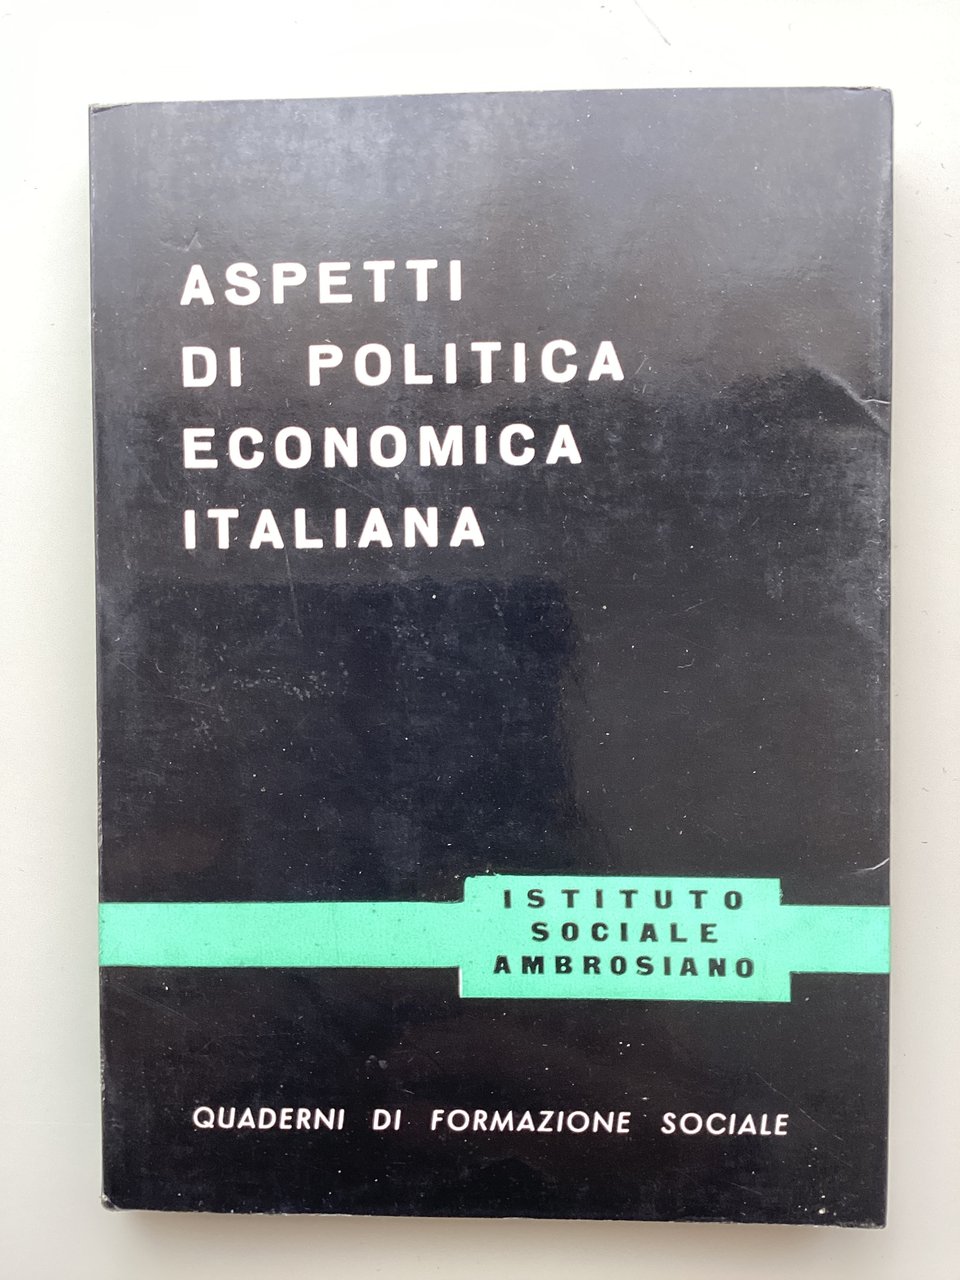 ASPETTI
DI POLITICA
ECONOMICA
ITALIANA
ISTITUTO
SOCIALE
AMBROSIANO
QUADERNI DI FORMAZIONE SOCIALE